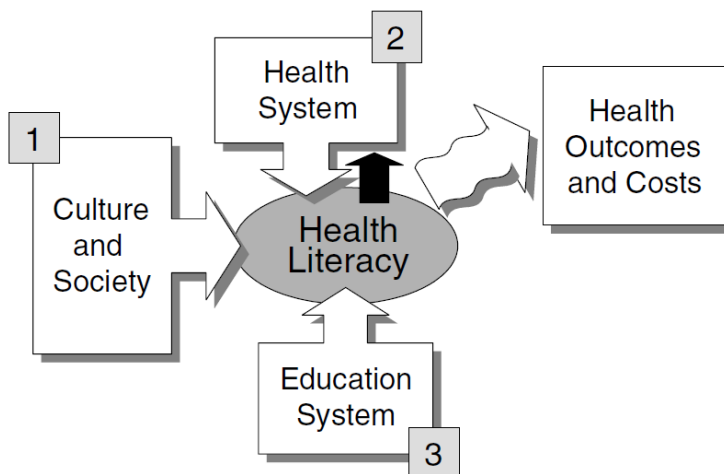 1
Culture
and
Society
2
Health
System
Health
Literacy
Education
System
3
Health
Outcomes
and Costs